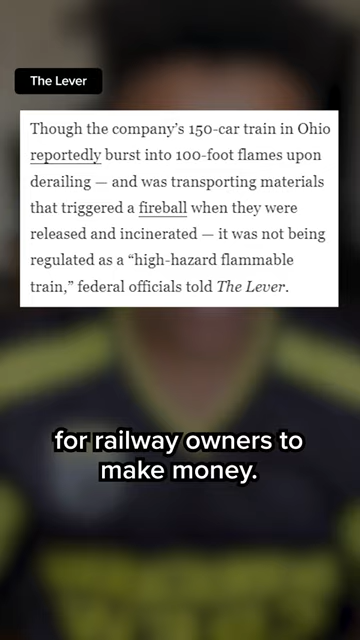 The Lever
Though the company's 150-car train in Ohio
reportedly burst into 100-foot flames upon
derailing — and was transporting materials
that triggered a fireball when they were
released and incinerated — it was not being
regulated as a “high-hazard flammable
train,” federal officials told The Lever.
for railway owners to
make money.